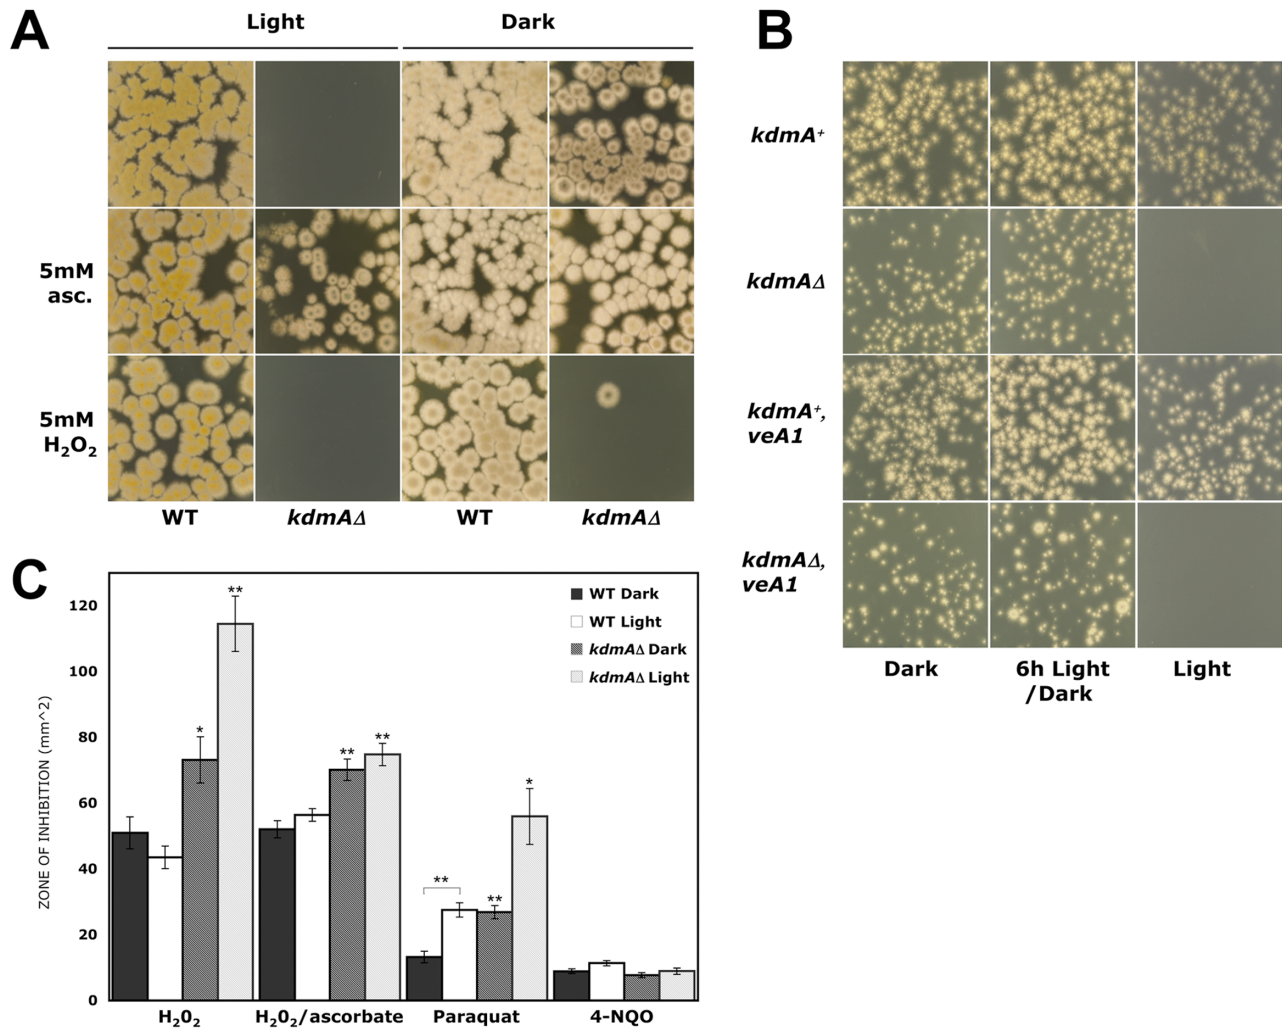 A
Light
Dark
5mM
asc.
5mM
H₂O₂
WT
kdmAΔ
WT
kdmAΔ
B
kdmA⁺
kdmAΔ
kdmA⁺,
veA1
kdmAΔ,
veA1
Dark
6h Light
/Dark
Light
C
ZONE OF INHIBITION (mm^2)
120
100
80
60
40
20
0
WT Dark
WT Light
kdmAΔ Dark
kdmAΔ Light
*
**
**
**
**
**
*
H₂0₂
H₂0₂/ascorbate
Paraquat
4-NQO